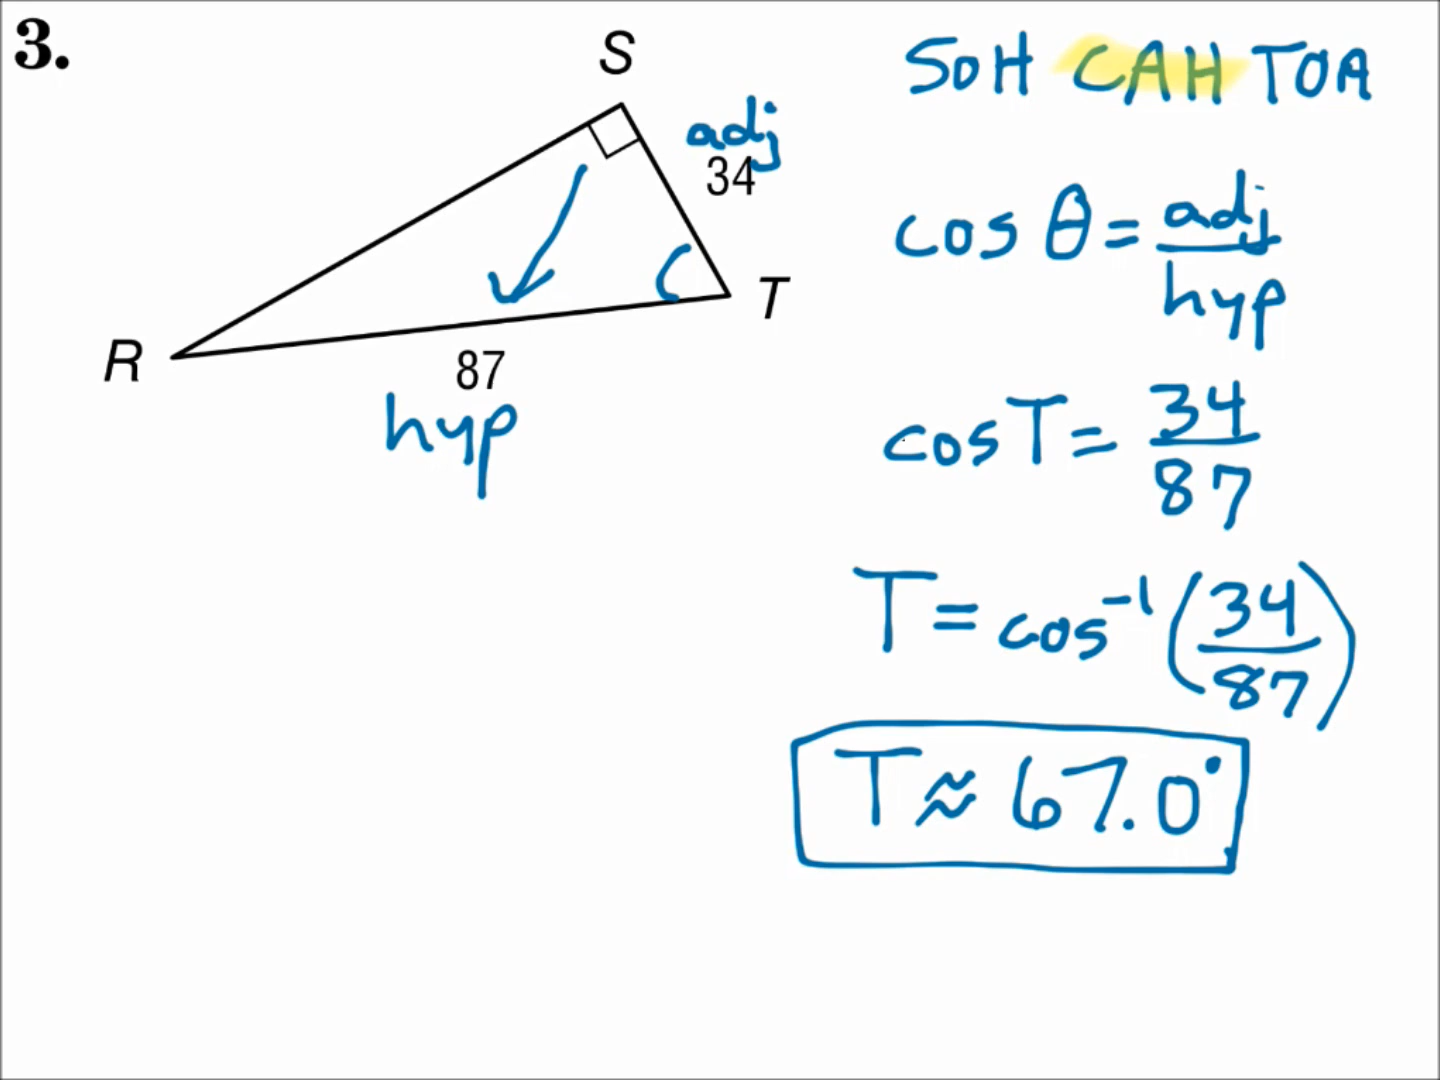 3.
S
adj
34
T
R
87
hyp
SOH CAH TOA
cos θ = adj/hyp
cos T = 34/87
T = cos⁻¹(34/87)
T ≈ 67.0°